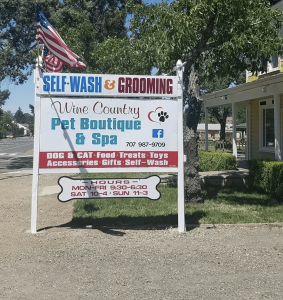 SELF-WASH & GROOMING
Wine Country
Pet Boutique
& Spa
707 987-9709
DOG & CAT·Food·Treats·Toys
Accessories·Gifts·Self-Wash
·HOURS·
MON-FRI 9:30-6:30
SAT 10-4 SUN 11-3